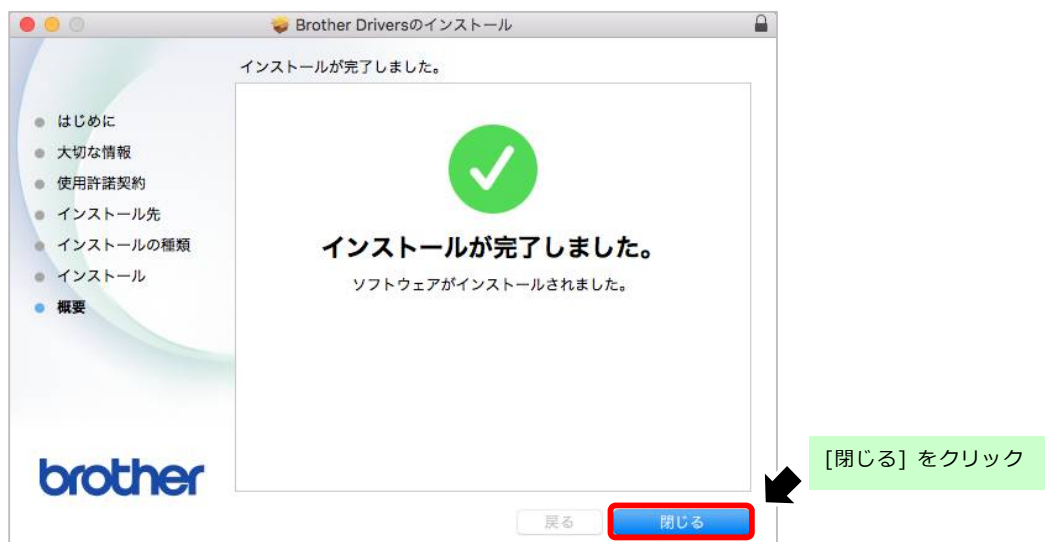 Brother Driversのインストール
インストールが完了しました。
はじめに
大切な情報
使用許諾契約
インストール先
インストールの種類
インストール
概要
インストールが完了しました。
ソフトウェアがインストールされました。
brother
戻る
閉じる
[閉じる] をクリック